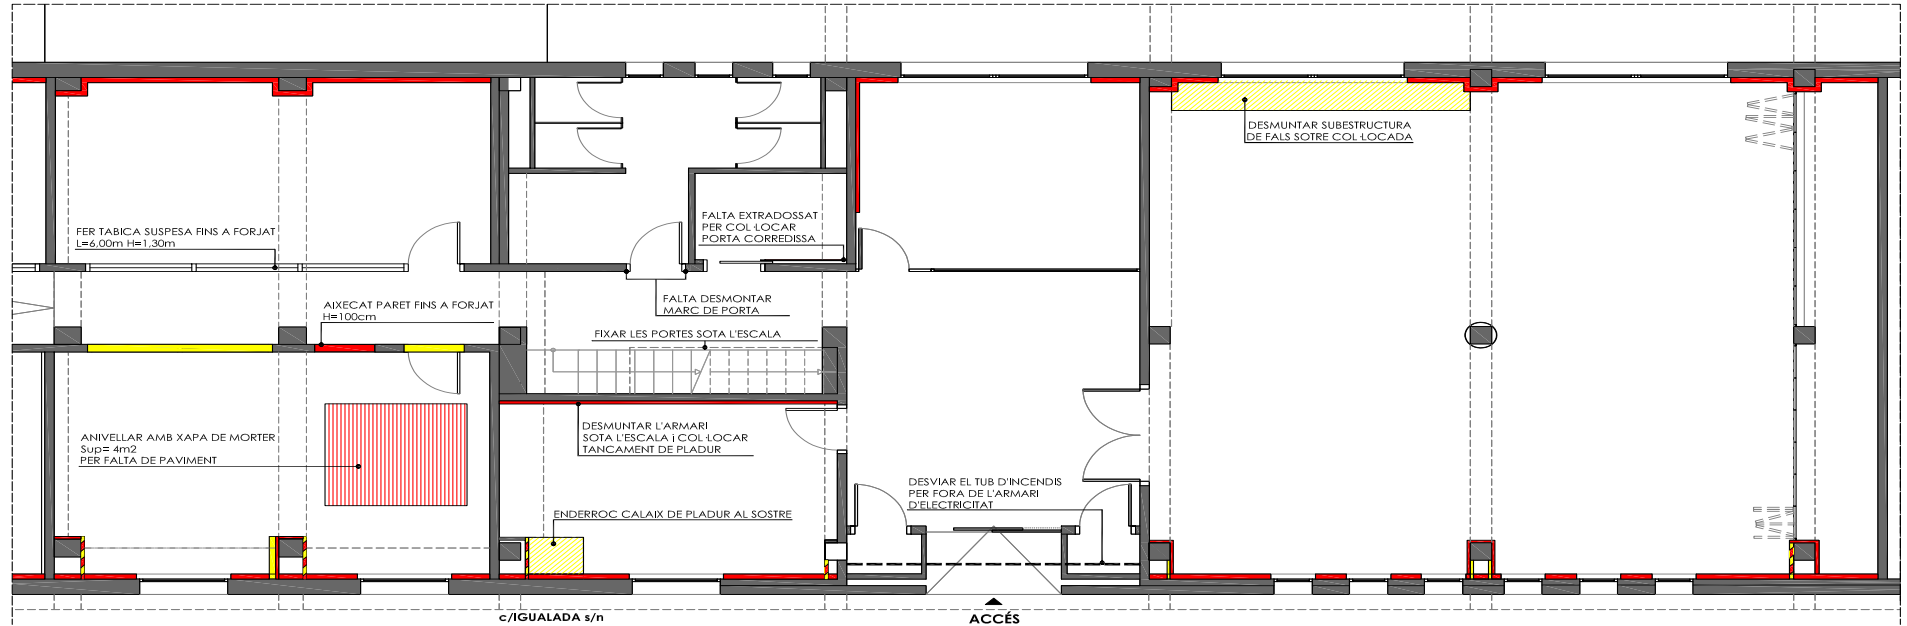 DESMUNTAR SUBESTRUCTURA
DE FALS SOTRE COL·LOCADA
FER TABICA SUSPESA FINS A FORJAT
L=6,00m H=1,30m
FALTA EXTRADOSSAT
PER COL·LOCAR
PORTA CORREDISSA
AIXECAT PARET FINS A FORJAT
H=100cm
FALTA DESMONTAR
MARC DE PORTA
FIXAR LES PORTES SOTA L'ESCALA
ANIVELLAR AMB XAPA DE MORTER
Sup= 4m2
PER FALTA DE PAVIMENT
DESMUNTAR L'ARMARI
SOTA L'ESCALA i COL·LOCAR
TANCAMENT DE PLADUR
DESVIAR EL TUB D'INCENDIS
PER FORA DE L'ARMARI
D'ELECTRICITAT
ENDERROC CALAIX DE PLADUR AL SOSTRE
c/IGUALADA s/n
ACCÉS